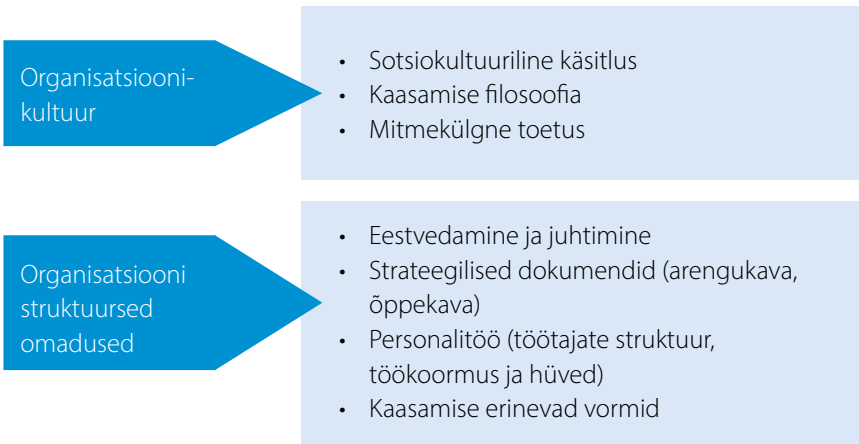 Organisatsiooni-
kultuur
• Sotsiokultuuriline käsitlus
• Kaasamise filosoofia
• Mitmekülgne toetus
Organisatsiooni
struktuursed
omadused
• Eestvedamine ja juhtimine
• Strateegilised dokumendid (arengukava,
õppekava)
• Personalitöö (töötajate struktuur,
töökoormus ja hüved)
• Kaasamise erinevad vormid